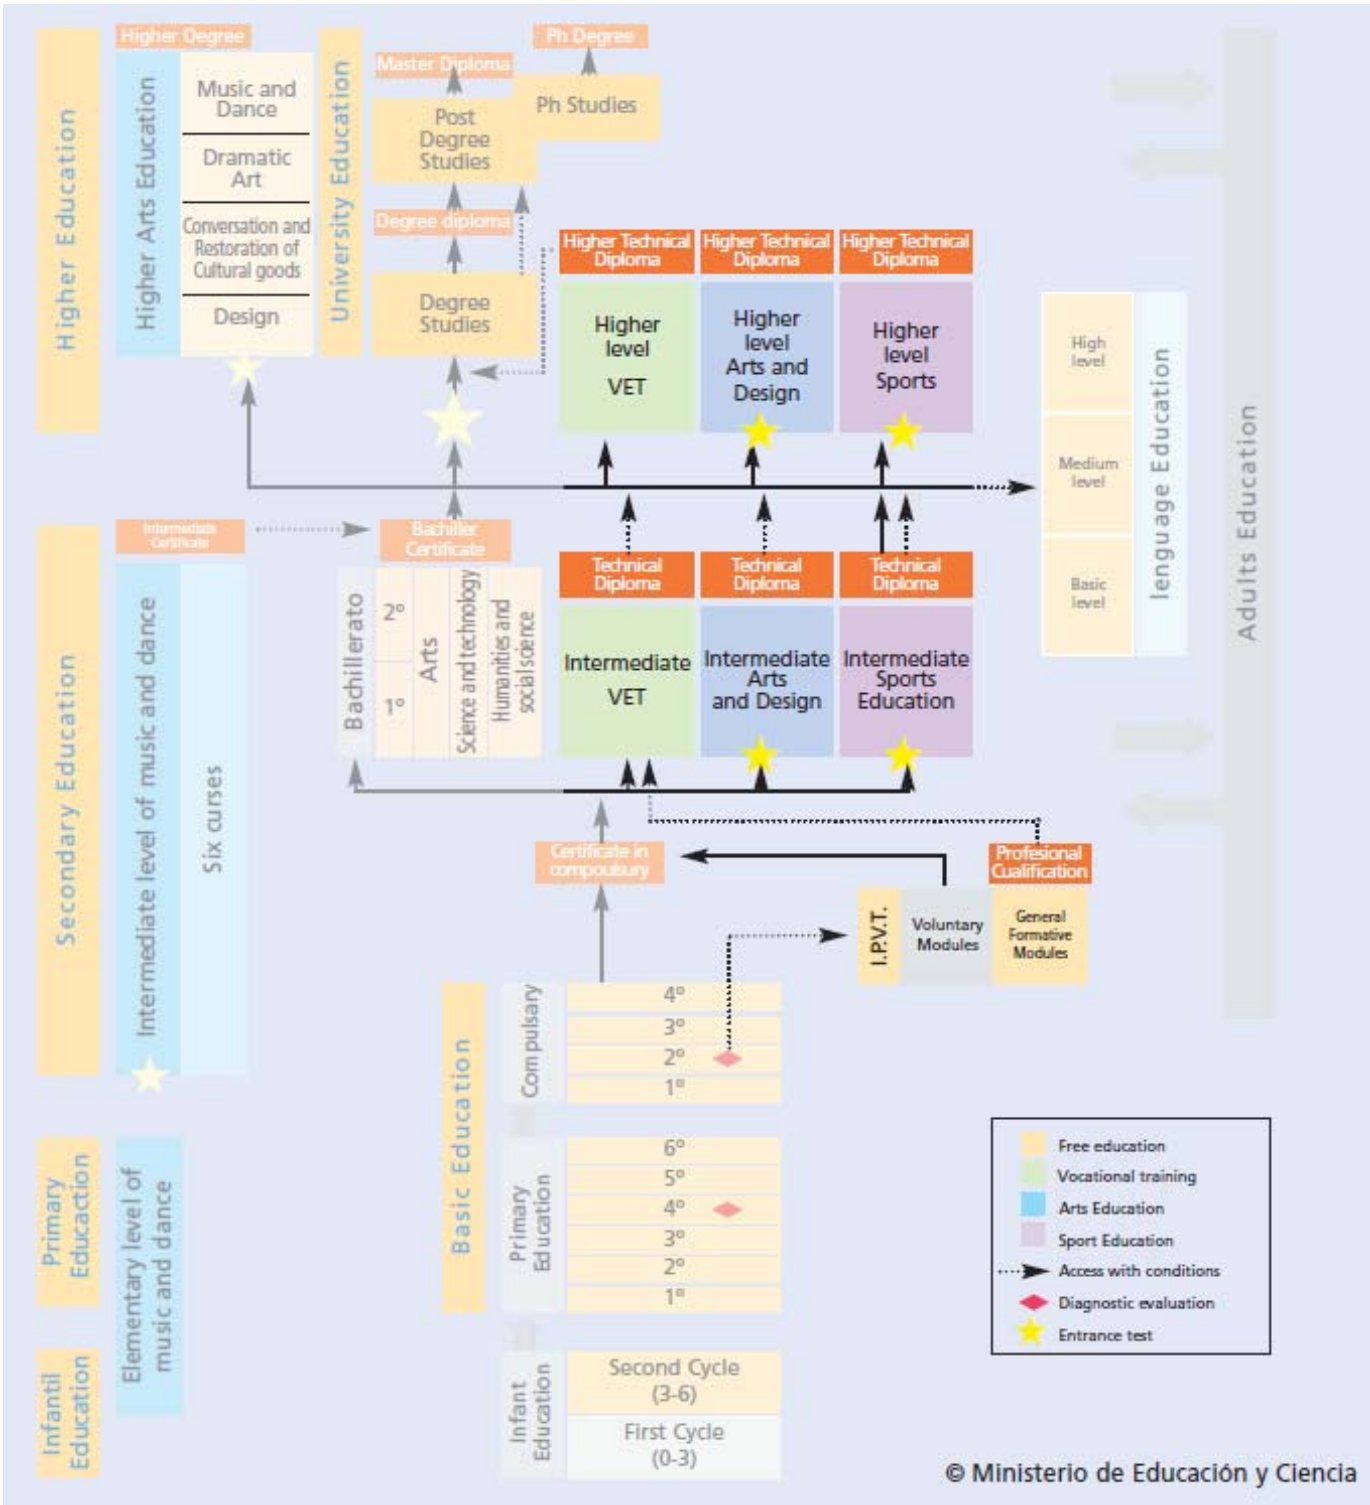 Higher Education
Higher Degree
Higher Arts Education
Music and
Dance
Dramatic
Art
Conversation and
Restoration of
Cultural goods
Design
University Education
Master Diploma
Post
Degree
Studies
Degree diploma
Degree
Studies
Ph Degree
Ph Studies
Higher Technical
Diploma
Higher
level
VET
Higher Technical
Diploma
Higher
level
Arts and
Design
Higher Technical
Diploma
Higher
level
Sports
High
level
Medium
level
Basic
level
lenguage Education
Adults Education
Secondary Education
Intermediate
Certificate
Intermediate level of music and dance
Six curses
Bachiller
Certificate
Bachillerato
2º
1º
Arts
Science and technology
Humanities and
social science
Technical
Diploma
Intermediate
VET
Technical
Diploma
Intermediate
Arts
and Design
Technical
Diploma
Intermediate
Sports
Education
Certificate in
compoulsury
Profesional
Cualification
I.P.V.T.
Voluntary
Modules
General
Formative
Modules
Basic Education
Compulsary
4º
3º
2º
1º
Primary
Educaction
Elementary level of
music and dance
Primary
Education
6º
5º
4º
3º
2º
1º
Infantil
Education
Infant
Education
Second Cycle
(3-6)
First Cycle
(0-3)
Free education
Vocational training
Arts Education
Sport Education
Access with conditions
Diagnostic evaluation
Entrance test
© Ministerio de Educación y Ciencia